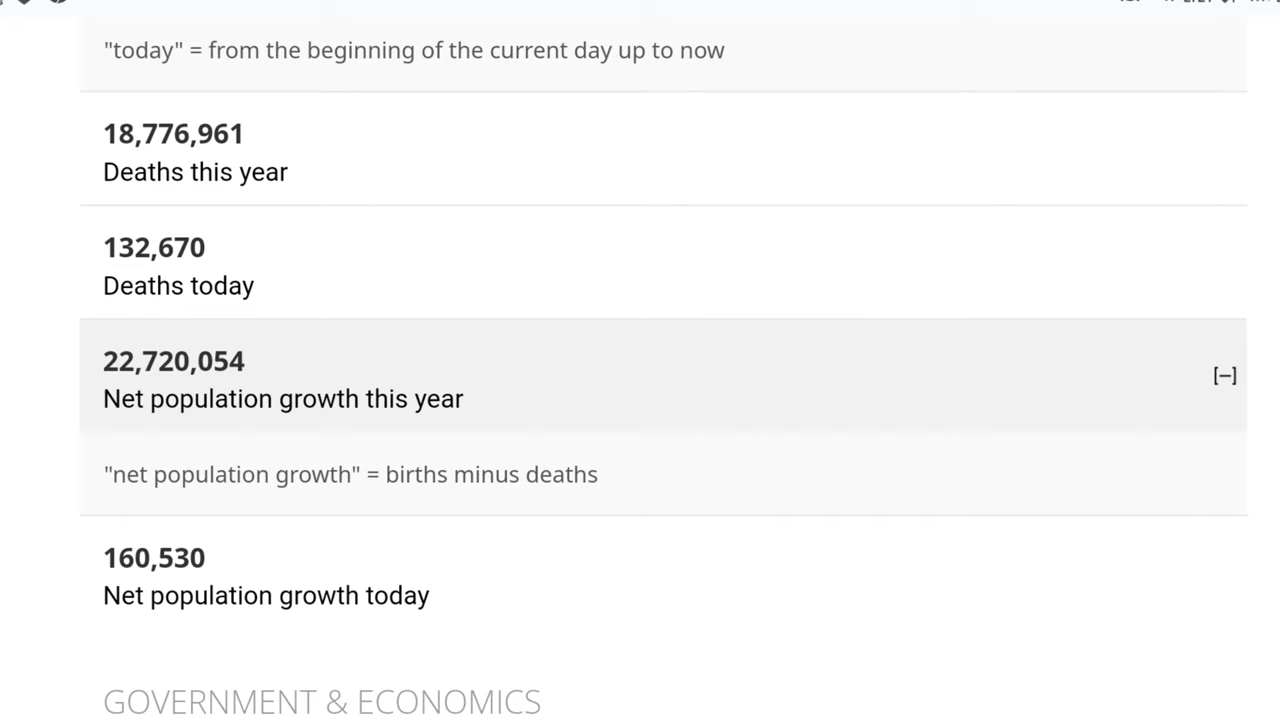 "today" = from the beginning of the current day up to now
18,776,961
Deaths this year
132,670
Deaths today
22,720,054
Net population growth this year
[–]
"net population growth" = births minus deaths
160,530
Net population growth today
GOVERNMENT & ECONOMICS